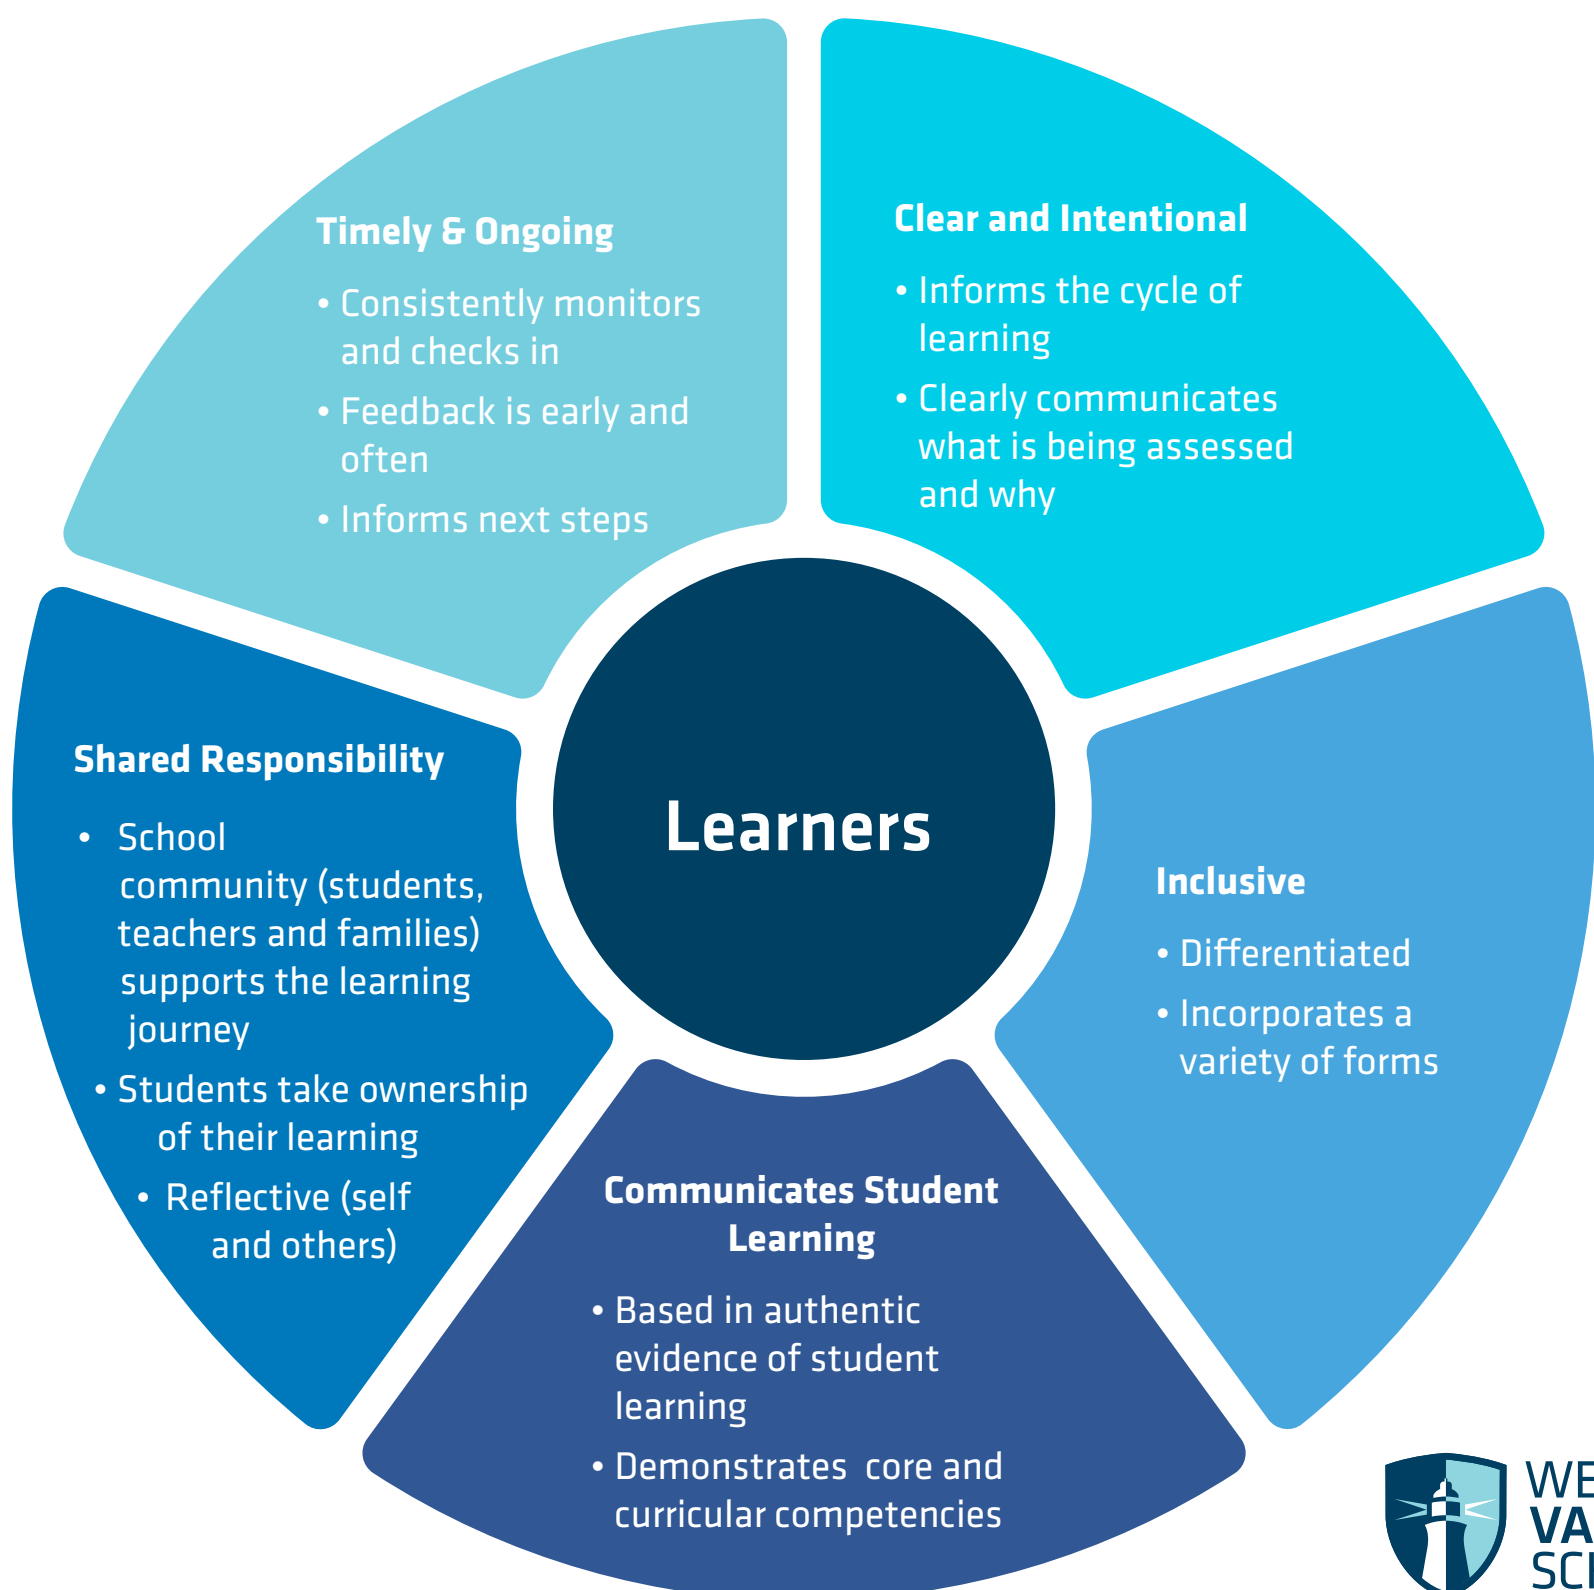 Timely & Ongoing
• Consistently monitors
and checks in
• Feedback is early and
often
• Informs next steps
Clear and Intentional
• Informs the cycle of
learning
• Clearly communicates
what is being assessed
and why
Shared Responsibility
• School
community (students,
teachers and families)
supports the learning
journey
• Students take ownership
of their learning
• Reflective (self
and others)
Learners
Inclusive
• Differentiated
• Incorporates a
variety of forms
Communicates Student
Learning
• Based in authentic
evidence of student
learning
• Demonstrates  core and
curricular competencies